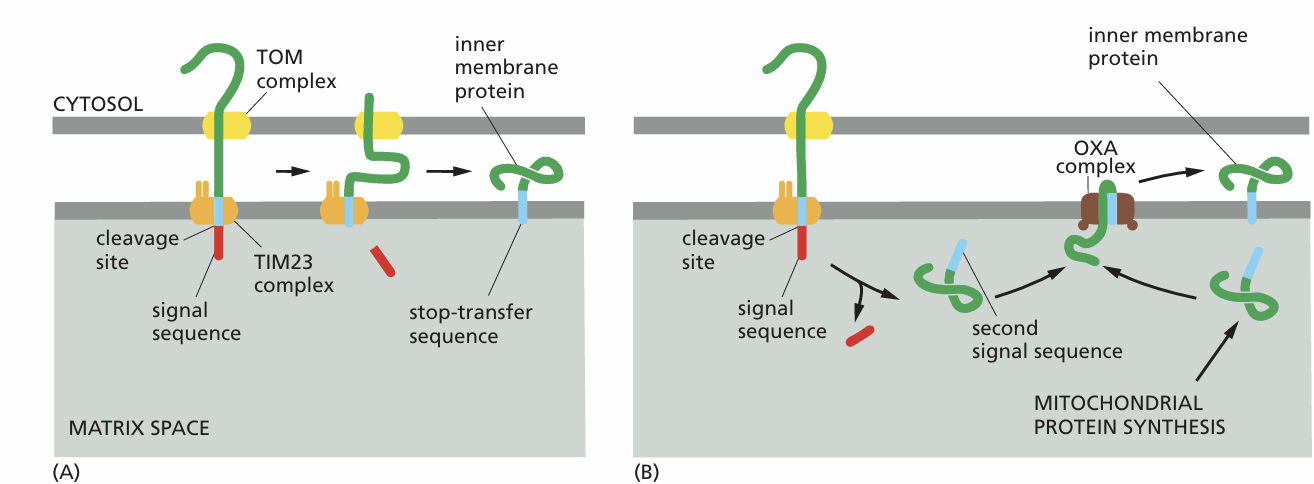 CYTOSOL
TOM
complex
inner
membrane
protein
cleavage
site
TIM23
complex
signal
sequence
stop-transfer
sequence
MATRIX SPACE
(A)
inner membrane
protein
OXA
complex
cleavage
site
signal
sequence
second
signal sequence
MITOCHONDRIAL
PROTEIN SYNTHESIS
(B)